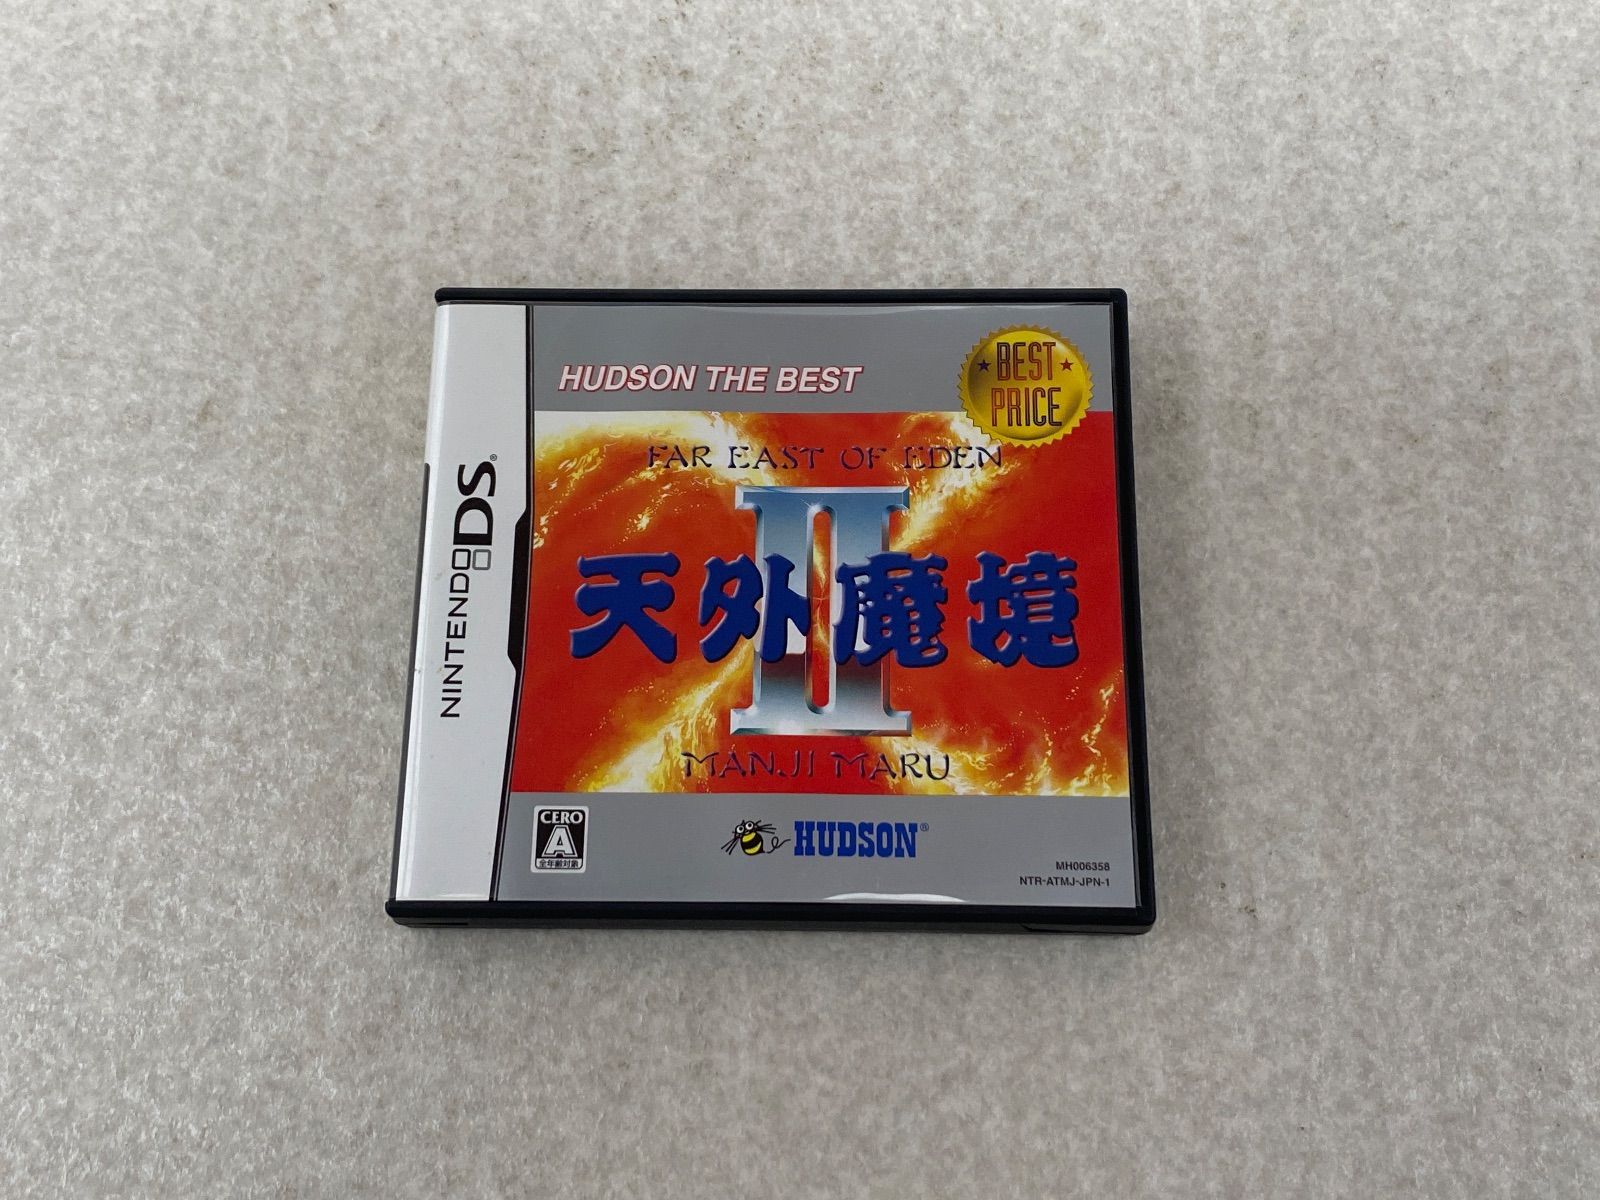 NINTENDO DS®
HUDSON THE BEST
BEST
PRICE
FAR EAST OF EDEN
II
天外魔境
MANJI MARU
CERO
A
全年齢対象
HUDSON®
MH006358
NTR-ATMJ-JPN-1